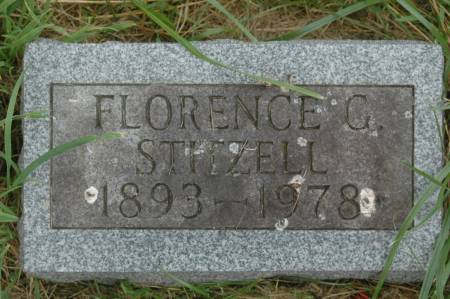 FLORENCE G.
STITZELL
1893-1978